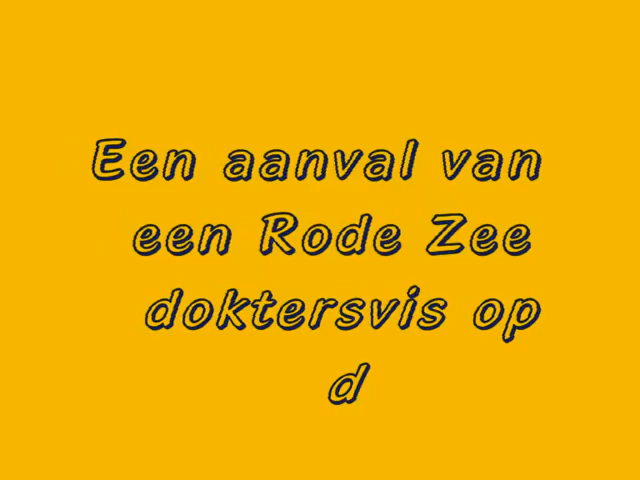 Een aanval van
een Rode Zee
doktersvis op
d